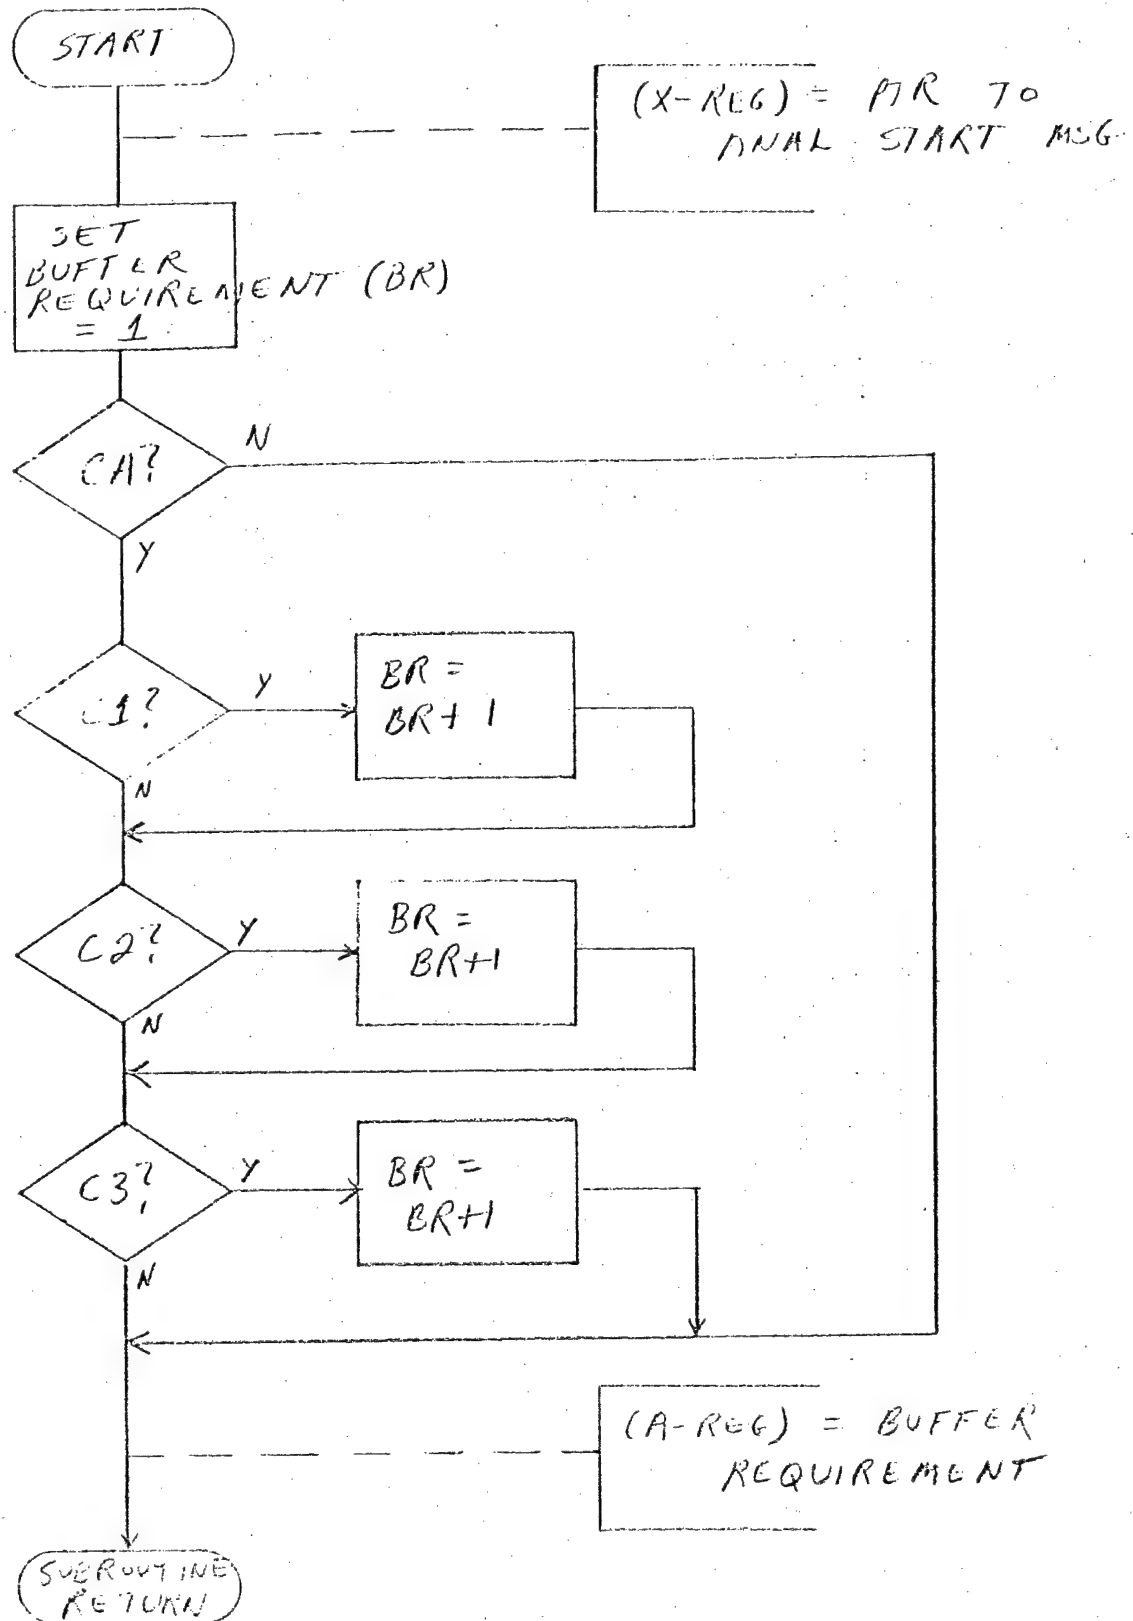 START
(X-REG) = PTR TO
ANAL START MSG
SET
BUFFER
REQUIREMENT (BR)
= 1
CA?
N
Y
C1?
Y
BR =
BR+ 1
N
C2?
Y
BR =
BR+1
N
C3?
Y
BR =
BR+1
N
(A-REG) = BUFFER
REQUIREMENT
SUBROUTINE
RETURN